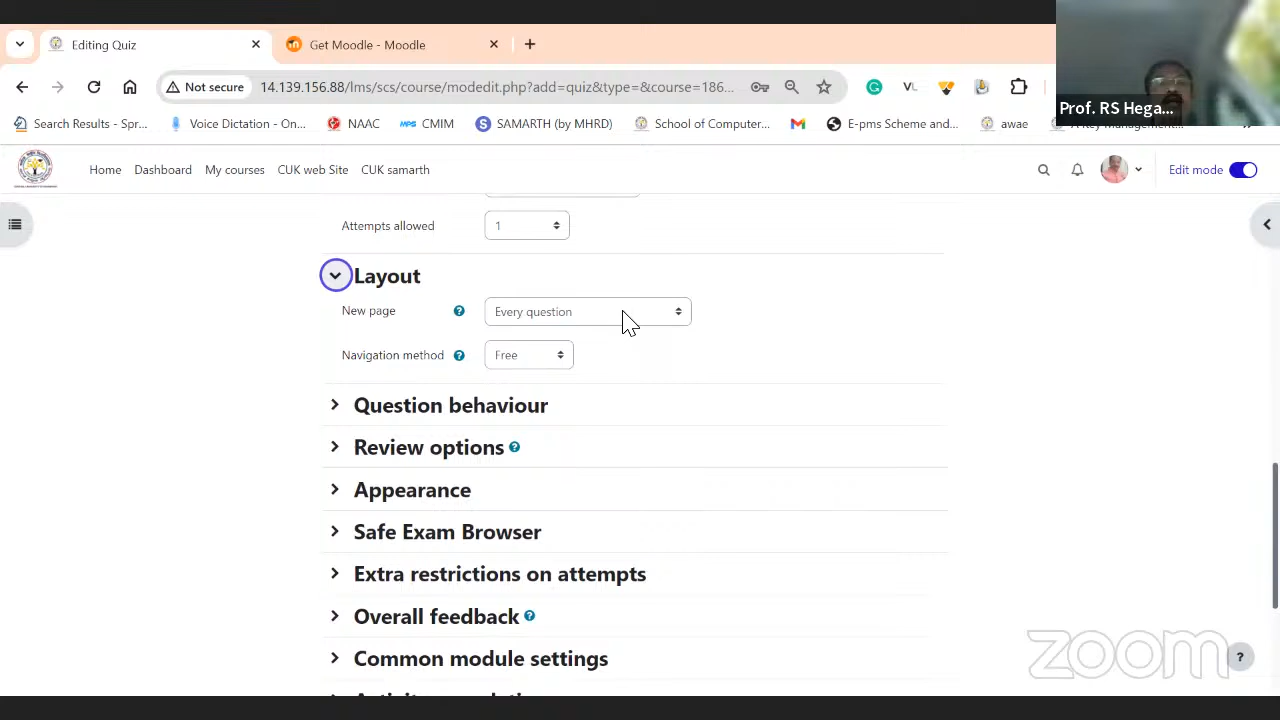 Editing Quiz
Get Moodle - Moodle
Not secure
14.139.156.88/lms/scs/course/modedit.php?add=quiz&type=&course=186...
Prof. RS Hega...
Search Results - Spr...
Voice Dictation - On...
NAAC
CMIM
SAMARTH (by MHRD)
School of Computer...
E-pms Scheme and...
awae
Home
Dashboard
My courses
CUK web Site
CUK samarth
Edit mode
Attempts allowed
1
Layout
New page
Every question
Navigation method
Free
Question behaviour
Review options
Appearance
Safe Exam Browser
Extra restrictions on attempts
Overall feedback
Common module settings
zoom